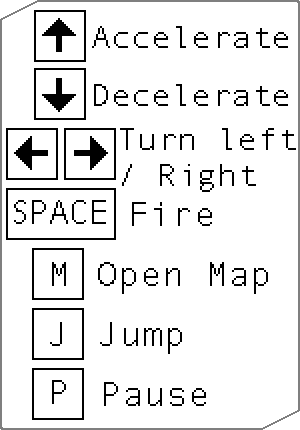 ↑ Accelerate
↓ Decelerate
← → Turn left
/ Right
SPACE Fire
M Open Map
J Jump
P Pause